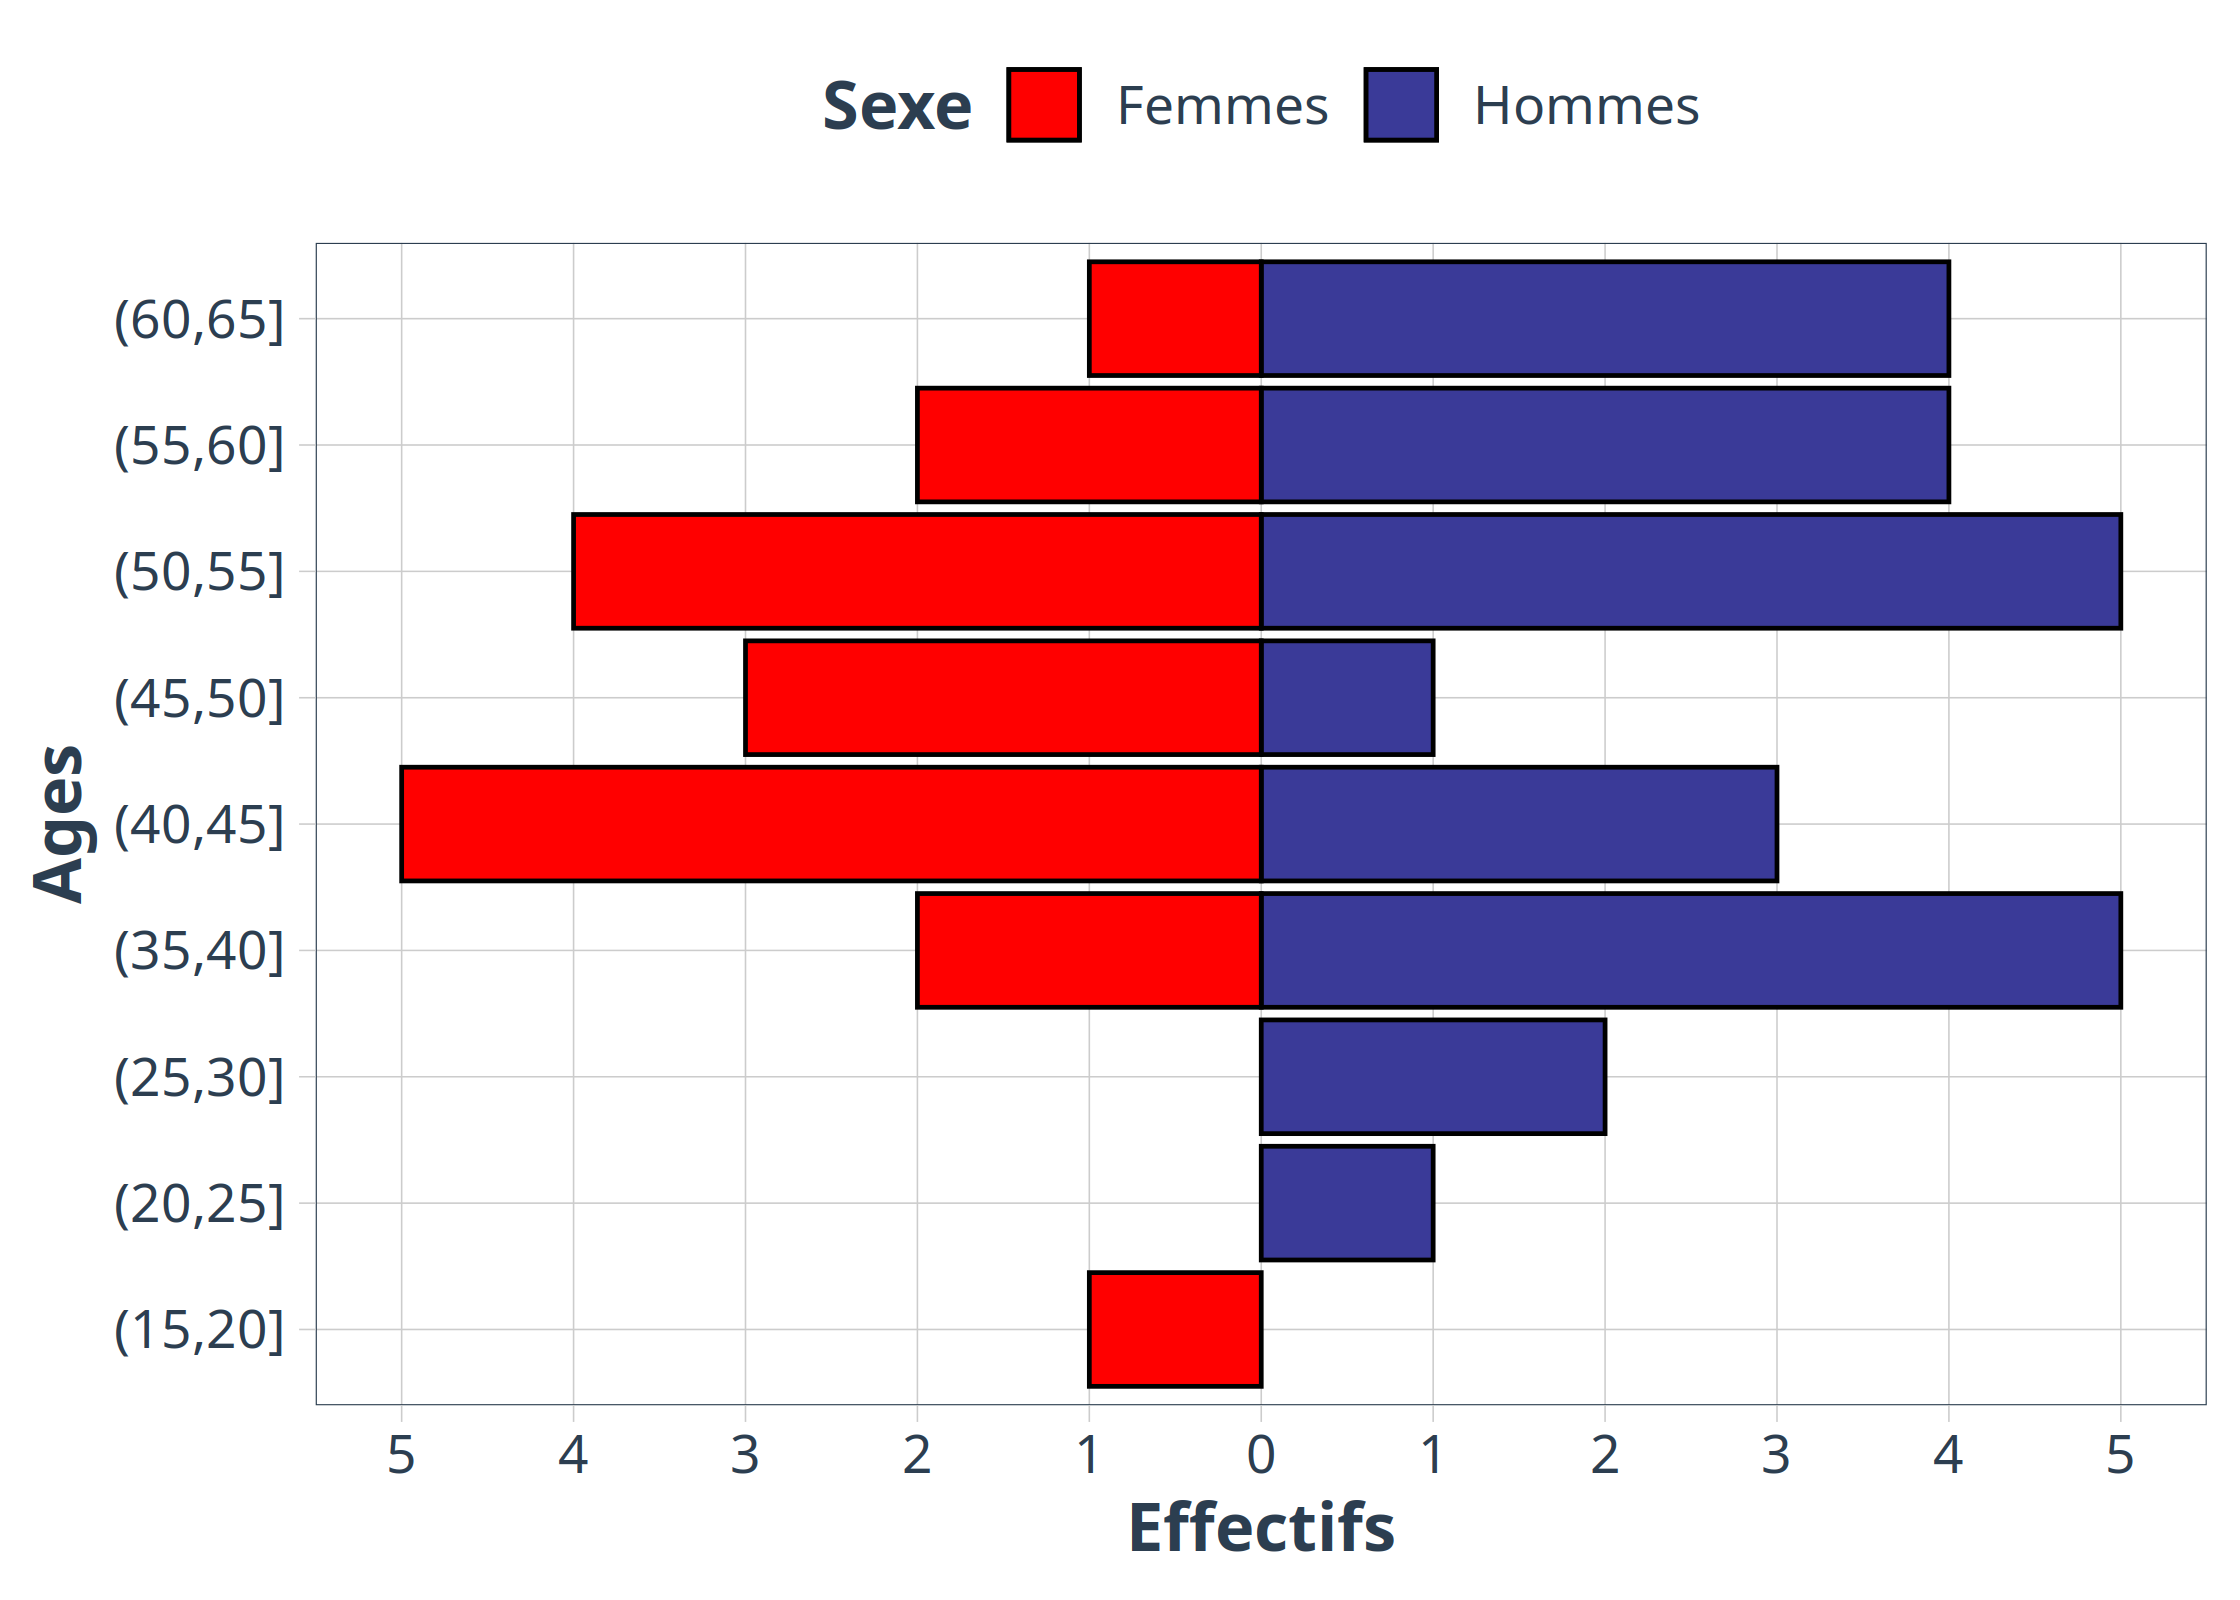 Sexe Femmes Hommes
(60,65]
(55,60]
(50,55]
(45,50]
(40,45]
(35,40]
(25,30]
(20,25]
(15,20]
Ages
5 4 3 2 1 0 1 2 3 4 5
Effectifs